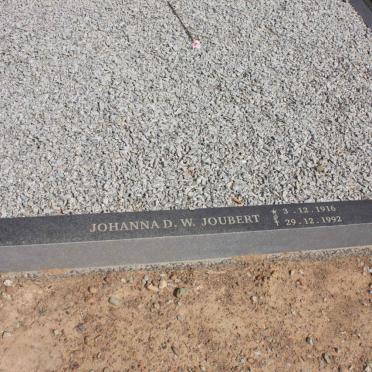 JOHANNA D. W. JOUBERT * 3 . 12 . 1916
† 29 . 12 . 1992